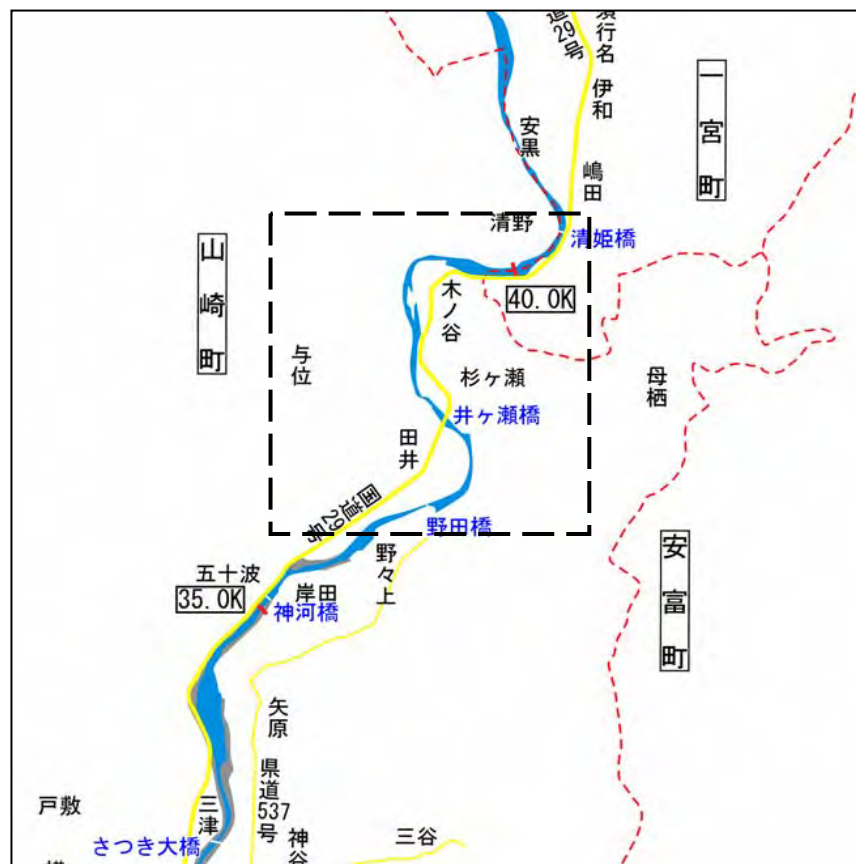 須行名
道29号
伊和
一宮町
安黒
嶋田
清野
清姫橋
山崎町
木ノ谷
40.0K
与位
杉ヶ瀬
母栖
井ヶ瀬橋
田井
国道29号
野田橋
安富町
野々上
五十波
岸田
35.0K
神河橋
矢原
県道537号
戸敷
三津
さつき大橋
神谷
三谷